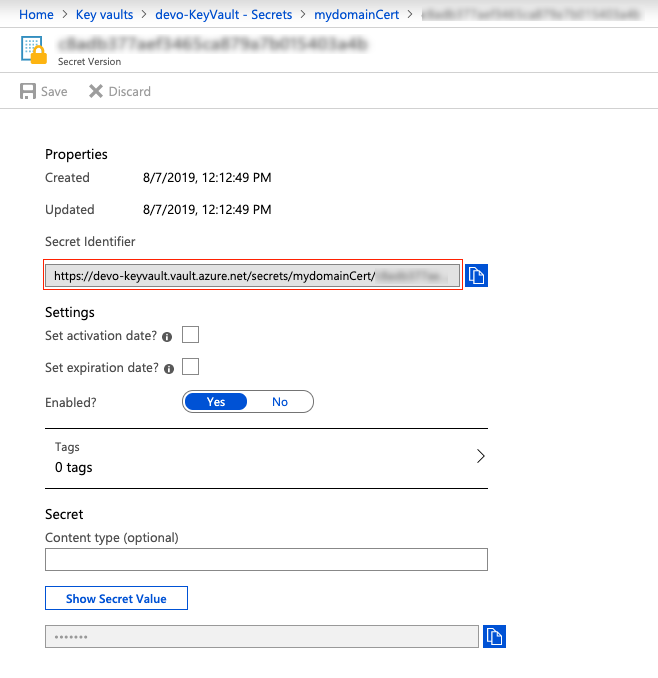 Home > Key vaults > devo-KeyVault - Secrets > mydomainCert >
Secret Version
Save Discard
Properties
Created 8/7/2019, 12:12:49 PM
Updated 8/7/2019, 12:12:49 PM
Secret Identifier
https://devo-keyvault.vault.azure.net/secrets/mydomainCert/
Settings
Set activation date?
Set expiration date?
Enabled? Yes No
Tags
0 tags
Secret
Content type (optional)
Show Secret Value
•••••••